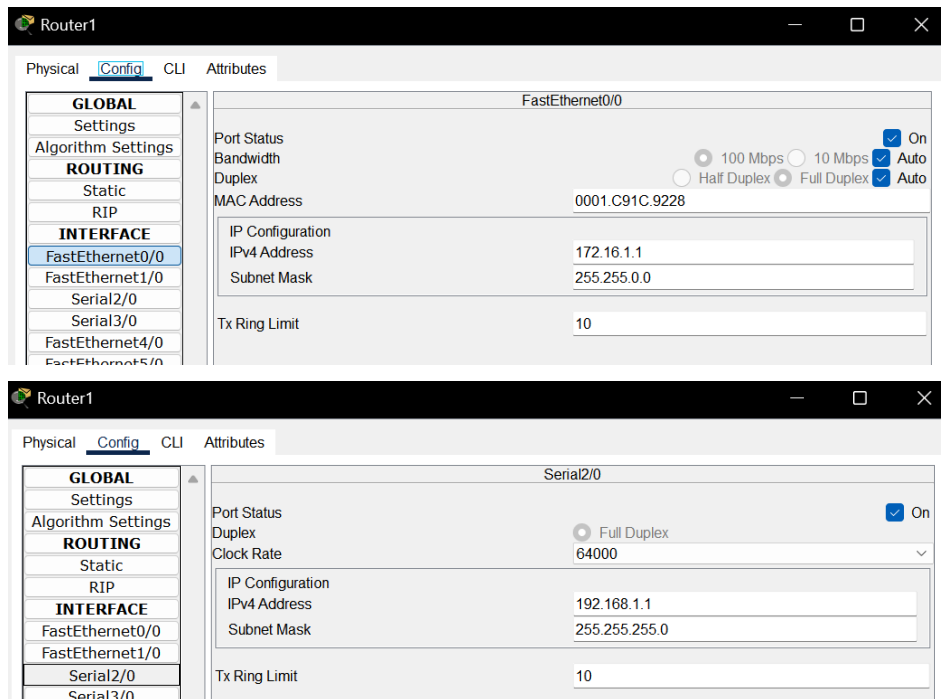 Router1
Physical Config CLI Attributes
GLOBAL
Settings
Algorithm Settings
ROUTING
Static
RIP
INTERFACE
FastEthernet0/0
FastEthernet1/0
Serial2/0
Serial3/0
FastEthernet4/0
FastEthernet5/0
FastEthernet0/0
Port Status On
Bandwidth 100 Mbps 10 Mbps Auto
Duplex Half Duplex Full Duplex Auto
MAC Address 0001.C91C.9228
IP Configuration
IPv4 Address 172.16.1.1
Subnet Mask 255.255.0.0
Tx Ring Limit 10
Router1
Physical Config CLI Attributes
GLOBAL
Settings
Algorithm Settings
ROUTING
Static
RIP
INTERFACE
FastEthernet0/0
FastEthernet1/0
Serial2/0
Serial3/0
Serial2/0
Port Status On
Duplex Full Duplex
Clock Rate 64000
IP Configuration
IPv4 Address 192.168.1.1
Subnet Mask 255.255.255.0
Tx Ring Limit 10